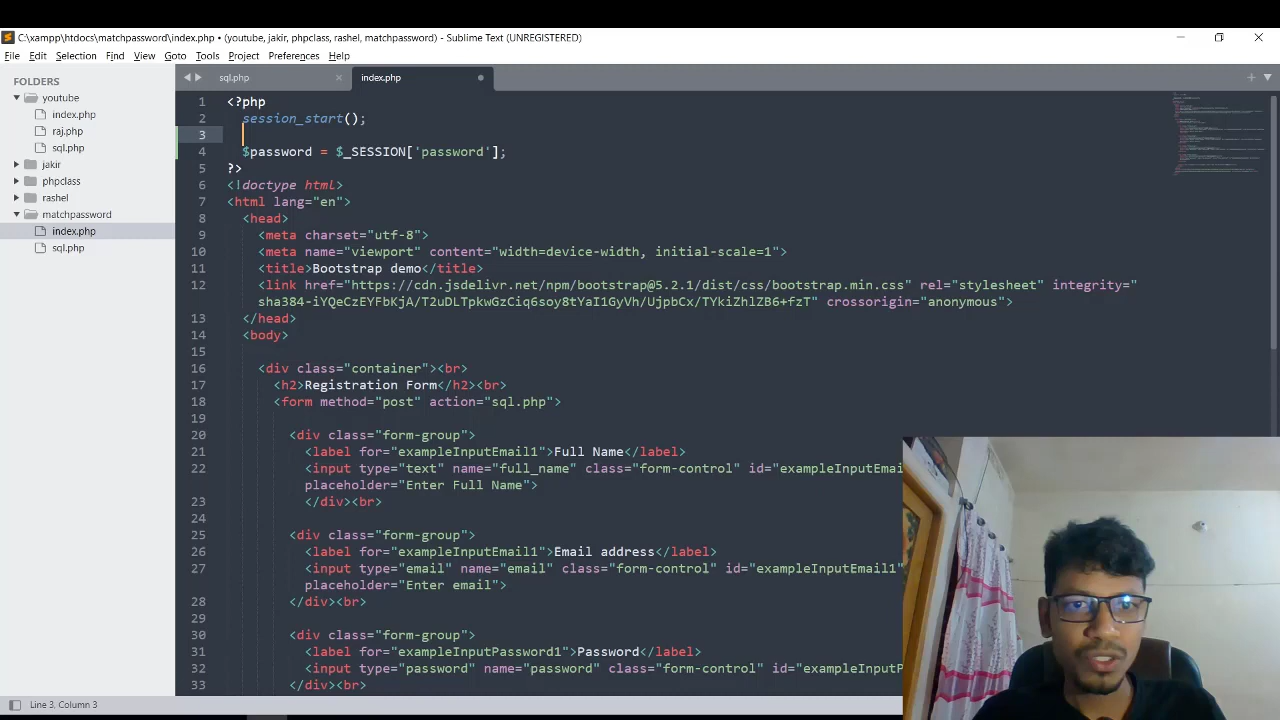 C:\xampp\htdocs\matchpassword\index.php • (youtube, jakir, phpclass, rashel, matchpassword) - Sublime Text (UNREGISTERED)
File Edit Selection Find View Goto Tools Project Preferences Help
FOLDERS
youtube
index.php
raj.php
sql.php
jakir
phpclass
rashel
matchpassword
index.php
sql.php
sql.php
index.php
1 <?php
2 session_start();
3
4 $password = $_SESSION['password'];
5 ?>
6 <!doctype html>
7 <html lang="en">
8 <head>
9 <meta charset="utf-8">
10 <meta name="viewport" content="width=device-width, initial-scale=1">
11 <title>Bootstrap demo</title>
12 <link href="https://cdn.jsdelivr.net/npm/bootstrap@5.2.1/dist/css/bootstrap.min.css" rel="stylesheet" integrity="
sha384-iYQeCzEYFbKjA/T2uDLTpkwGzCiq6soy8tYaI1GyVh/UjpbCx/TYkiZhlZB6+fzT" crossorigin="anonymous">
13 </head>
14 <body>
15
16 <div class="container"><br>
17 <h2>Registration Form</h2><br>
18 <form method="post" action="sql.php">
19
20 <div class="form-group">
21 <label for="exampleInputEmail1">Full Name</label>
22 <input type="text" name="full_name" class="form-control" id="exampleInputEmai
placeholder="Enter Full Name">
23 </div><br>
24
25 <div class="form-group">
26 <label for="exampleInputEmail1">Email address</label>
27 <input type="email" name="email" class="form-control" id="exampleInputEmail1"
placeholder="Enter email">
28 </div><br>
29
30 <div class="form-group">
31 <label for="exampleInputPassword1">Password</label>
32 <input type="password" name="password" class="form-control" id="exampleInputP
33 </div><br>
Line 3, Column 3